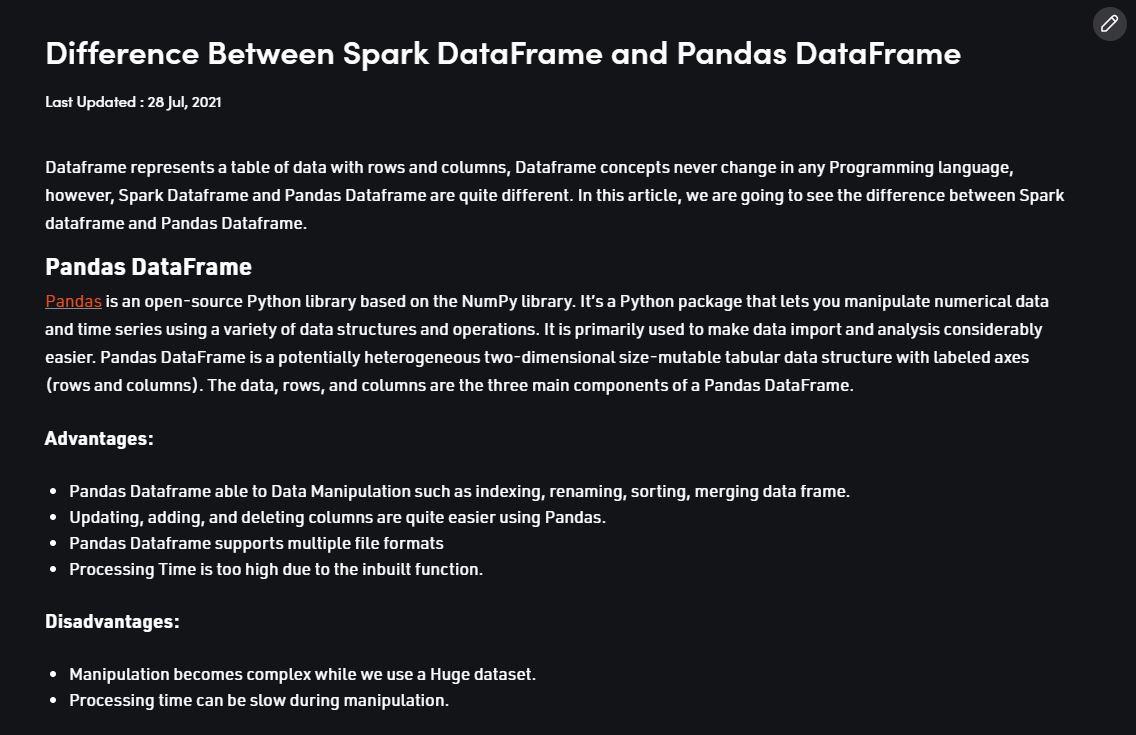 Difference Between Spark DataFrame and Pandas DataFrame
Last Updated : 28 Jul, 2021
Dataframe represents a table of data with rows and columns, Dataframe concepts never change in any Programming language,
however, Spark Dataframe and Pandas Dataframe are quite different. In this article, we are going to see the difference between Spark
dataframe and Pandas Dataframe.
Pandas DataFrame
Pandas is an open-source Python library based on the NumPy library. It’s a Python package that lets you manipulate numerical data
and time series using a variety of data structures and operations. It is primarily used to make data import and analysis considerably
easier. Pandas DataFrame is a potentially heterogeneous two-dimensional size-mutable tabular data structure with labeled axes
(rows and columns). The data, rows, and columns are the three main components of a Pandas DataFrame.
Advantages:
• Pandas Dataframe able to Data Manipulation such as indexing, renaming, sorting, merging data frame.
• Updating, adding, and deleting columns are quite easier using Pandas.
• Pandas Dataframe supports multiple file formats
• Processing Time is too high due to the inbuilt function.
Disadvantages:
• Manipulation becomes complex while we use a Huge dataset.
• Processing time can be slow during manipulation.